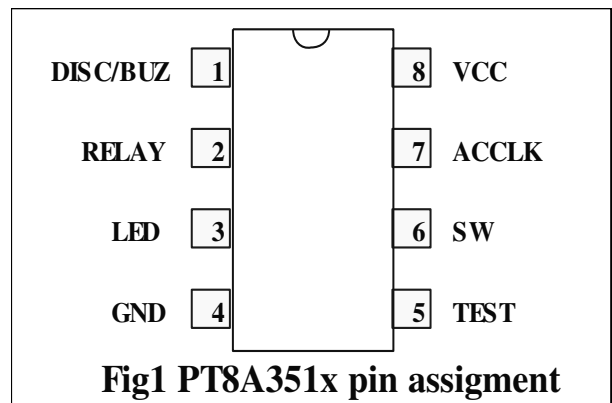 DISC/BUZ 1 8 VCC
RELAY 2 7 ACCLK
LED 3 6 SW
GND 4 5 TEST
Fig1 PT8A351x pin assigment